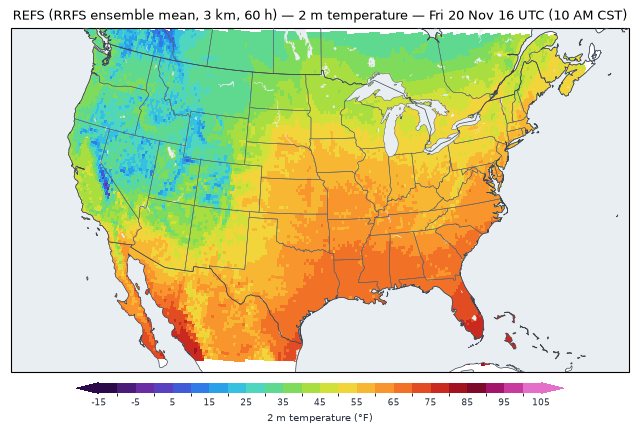 REFS (RRFS ensemble mean, 3 km, 60 h) — 2 m temperature — Fri 20 Nov 16 UTC (10 AM CST)
-15 -5 5 15 25 35 45 55 65 75 85 95 105
2 m temperature (°F)